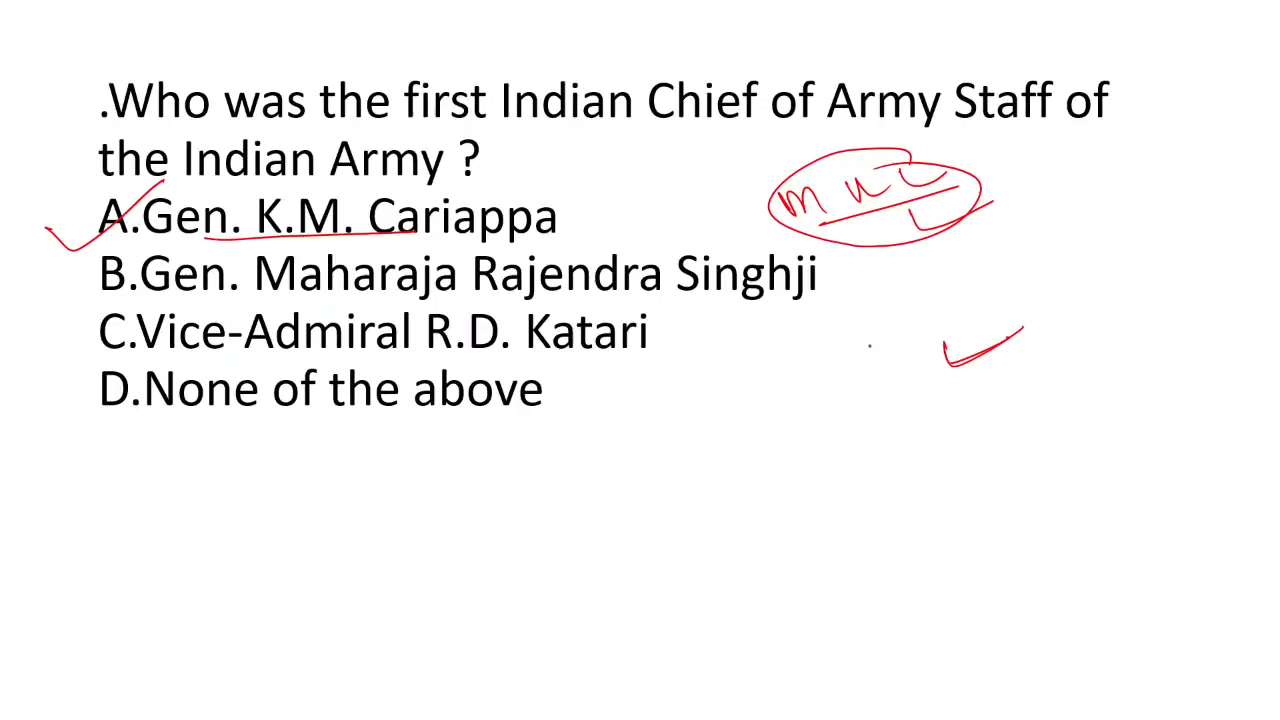 .Who was the first Indian Chief of Army Staff of
the Indian Army ?
A.Gen. K.M. Cariappa
B.Gen. Maharaja Rajendra Singhji
C.Vice-Admiral R.D. Katari
D.None of the above